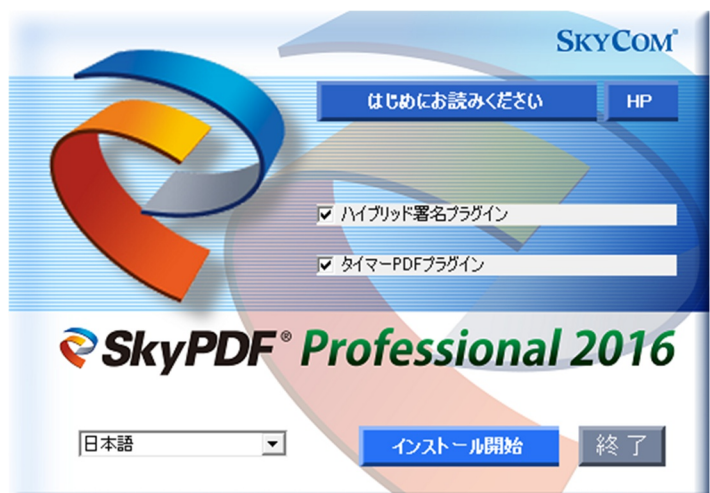 SKYCOM®
はじめにお読みください HP
ハイブリッド署名プラグイン
タイマーPDFプラグイン
SkyPDF® Professional 2016
日本語 インストール開始 終了